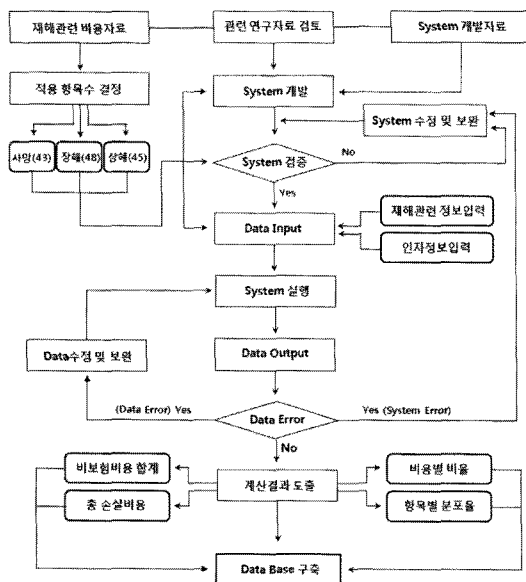 재해관련 비용자료
관련 연구자료 검토
System 개발자료
적용 항목수 결정
System 개발
System 수정 및 보완
사망(43)
장해(48)
상해(45)
System 검증
No
Yes
Data Input
재해관련 정보입력
인자정보입력
System 실행
Data수정 및 보완
Data Output
(Data Error) Yes
Data Error
Yes (System Error)
No
비보험비용 합계
계산결과 도출
비용별 비율
총 손실비용
항목별 분포율
Data Base 구축